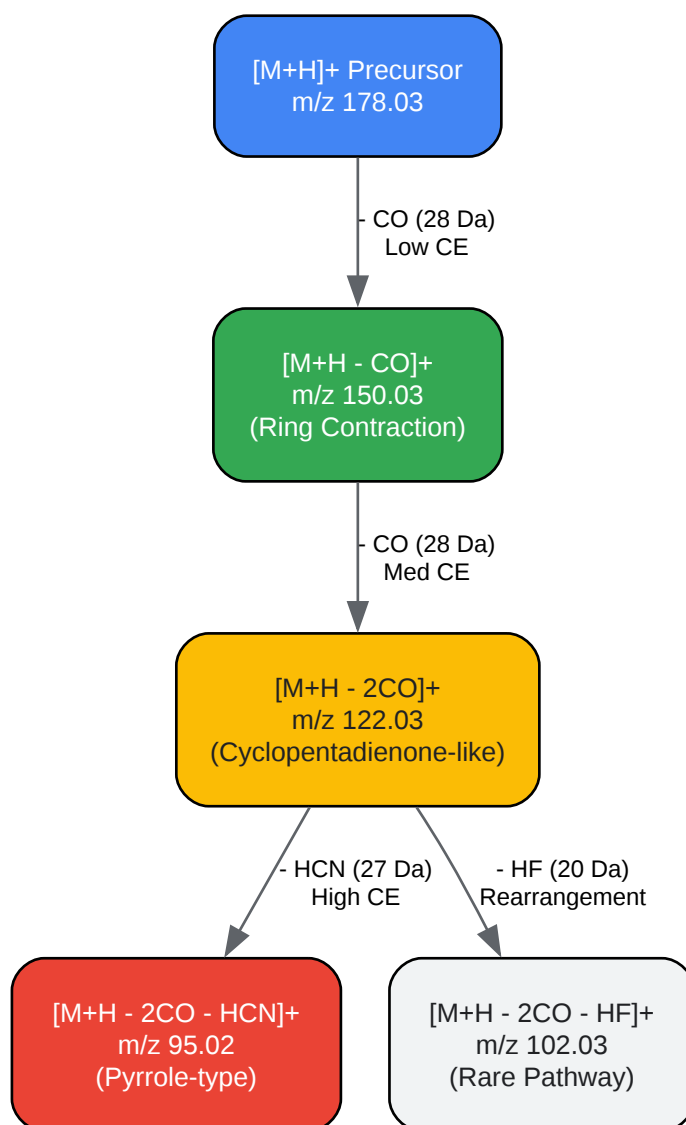 [M+H]+ Precursor
m/z 178.03
- CO (28 Da)
Low CE
[M+H - CO]+
m/z 150.03
(Ring Contraction)
- CO (28 Da)
Med CE
[M+H - 2CO]+
m/z 122.03
(Cyclopentadienone-like)
- HCN (27 Da)
High CE
- HF (20 Da)
Rearrangement
[M+H - 2CO - HCN]+
m/z 95.02
(Pyrrole-type)
[M+H - 2CO - HF]+
m/z 102.03
(Rare Pathway)